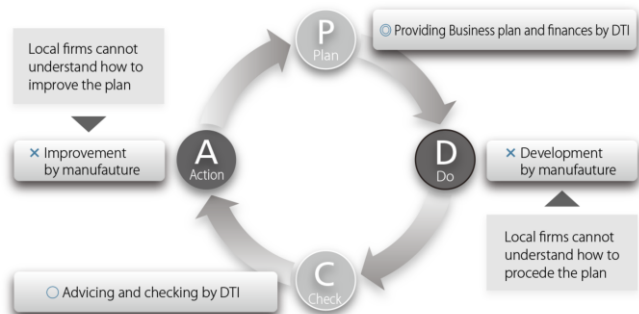 P
Plan
◎ Providing Business plan and finances by DTI
Local firms cannot
understand how to
improve the plan
× Improvement
by manufauture
A
Action
D
Do
× Development
by manufauture
Local firms cannot
understand how to
procede the plan
C
Check
○ Advicing and checking by DTI